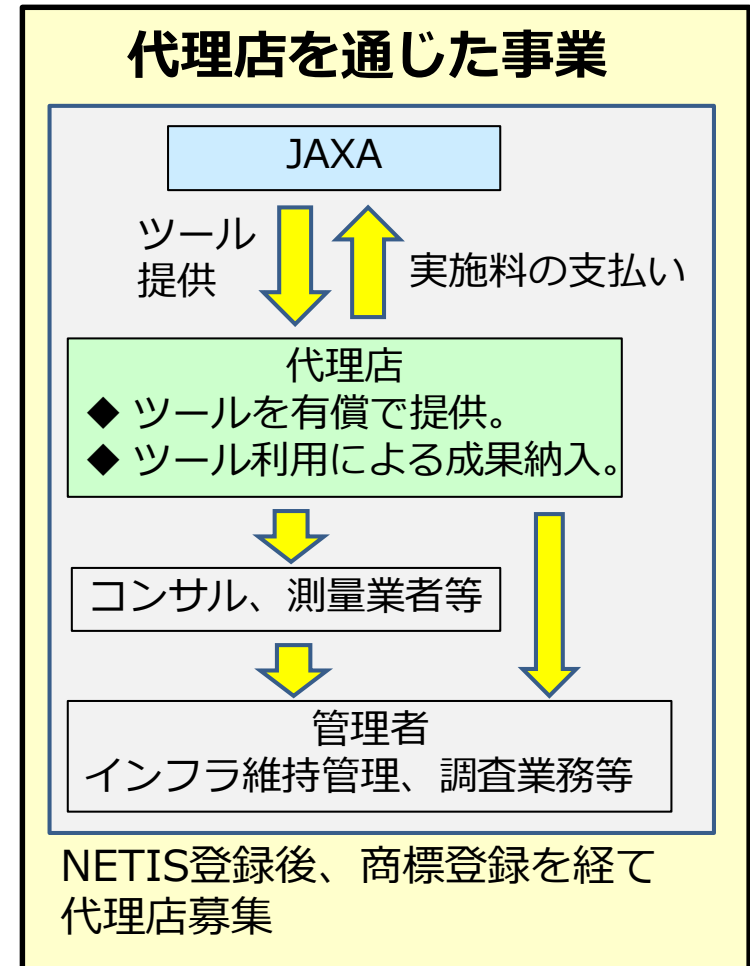 代理店を通じた事業
JAXA
ツール
提供
実施料の支払い
代理店
◆ ツールを有償で提供。
◆ ツール利用による成果納入。
コンサル、測量業者等
管理者
インフラ維持管理、調査業務等
NETIS登録後、商標登録を経て
代理店募集